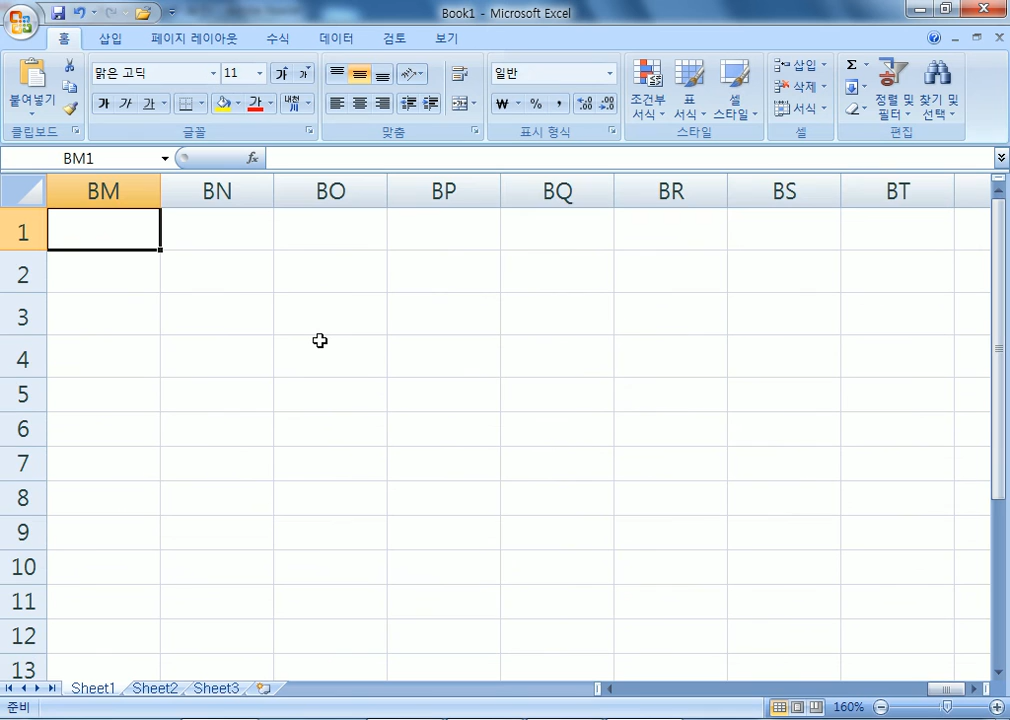 Book1 - Microsoft Excel
홈 삽입 페이지 레이아웃 수식 데이터 검토 보기
붙여넣기 맑은 고딕 11 가 가 일반 조건부 서식 표 서식 셀 스타일 삽입 Σ 정렬 및 필터 찾기 및 선택
가 가 가 가 내천 ₩ % , 삭제
서식
클립보드 글꼴 맞춤 표시 형식 스타일 셀 편집
BM1 fx
BM BN BO BP BQ BR BS BT
1
2
3
4
5
6
7
8
9
10
11
12
13
Sheet1 Sheet2 Sheet3
준비 160%